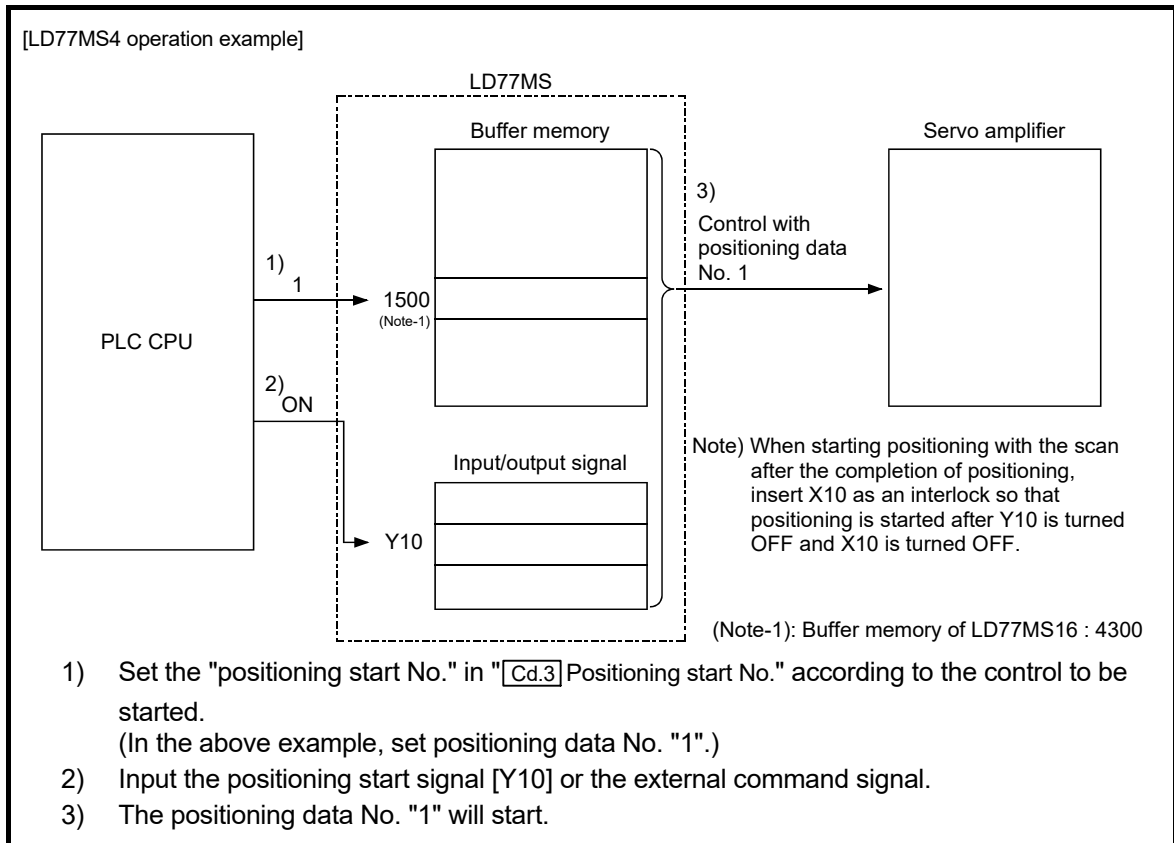 [LD77MS4 operation example]
LD77MS
Buffer memory
Servo amplifier
PLC CPU
1)
1
1500
(Note-1)
2)
ON
Input/output signal
Y10
3)
Control with
positioning data
No. 1
Note) When starting positioning with the scan
after the completion of positioning,
insert X10 as an interlock so that
positioning is started after Y10 is turned
OFF and X10 is turned OFF.
(Note-1): Buffer memory of LD77MS16 : 4300
1) Set the "positioning start No." in "Cd.3 Positioning start No." according to the control to be
started.
(In the above example, set positioning data No. "1".)
2) Input the positioning start signal [Y10] or the external command signal.
3) The positioning data No. "1" will start.